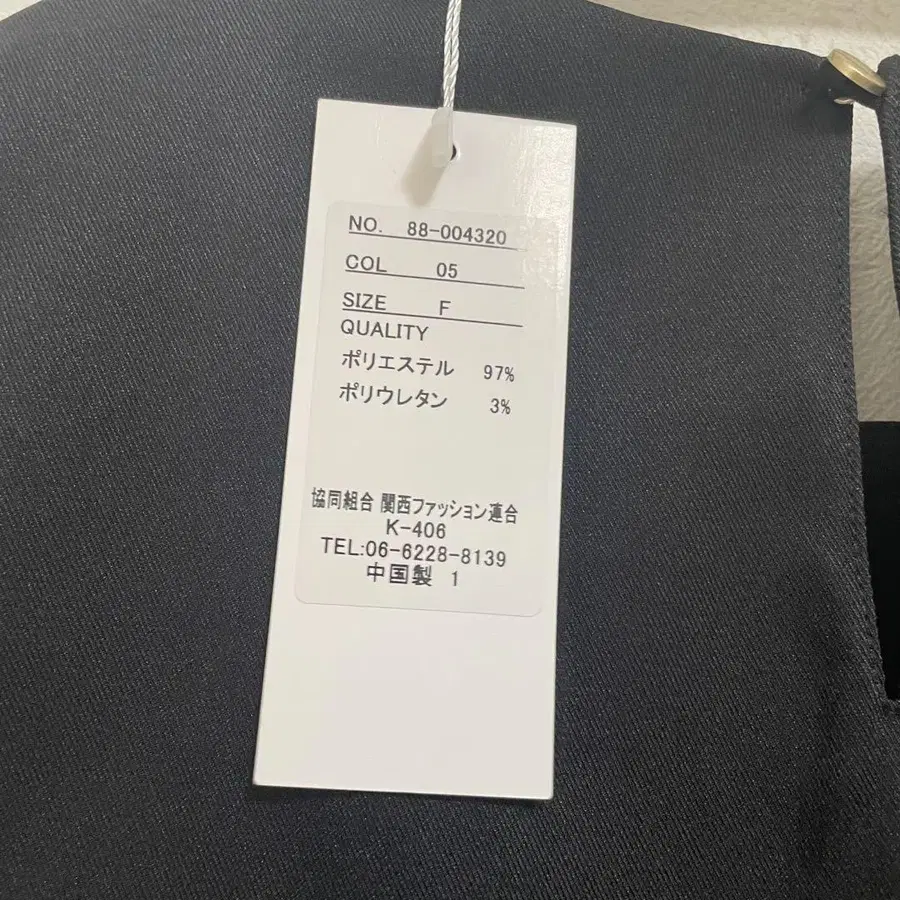 NO. 88-004320
COL 05
SIZE F
QUALITY
ポリエステル 97%
ポリウレタン 3%
協同組合 関西ファッション連合
K-406
TEL:06-6228-8139
中国製 1